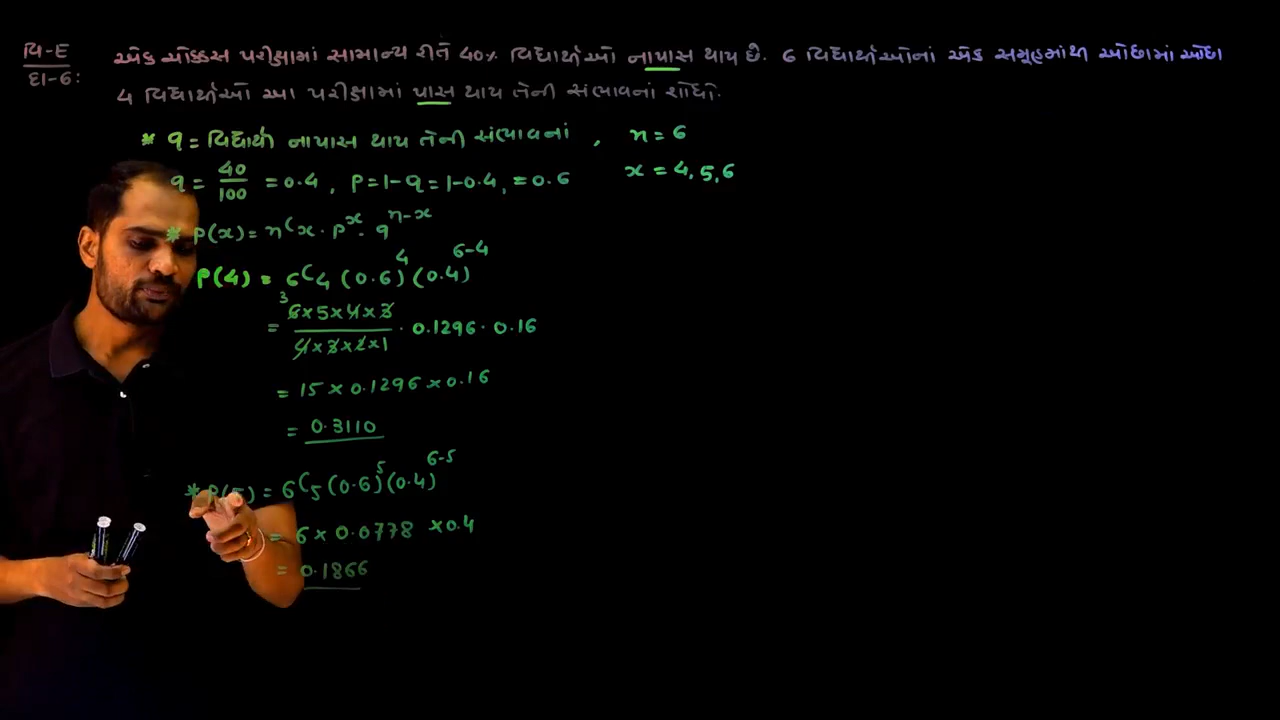 વિ-E એક ચોક્કસ પરીક્ષામાં સામાન્ય રીતે 40% વિદ્યાર્થીઓ નાપાસ થાય છે. 6 વિદ્યાર્થીઓનાં એક સમૂહમાંથી ઓછામાં ઓછા
દા-6: 4 વિદ્યાર્થીઓ આ પરીક્ષામાં પાસ થાય તેની સંભાવનાં શોધો.
* q = વિદ્યાર્થી નાપાસ થાય તેની સંભાવનાં , n = 6
q = 40/100 = 0.4 , P = 1-q = 1-0.4, = 0.6 x = 4, 5, 6
* P(x) = nCx · P^x · q^(n-x)
P(4) = 6C4 (0.6)^4 (0.4)^(6-4)
= 3 6×5×4×3 / 4×3×2×1 · 0.1296 · 0.16
= 15 × 0.1296 × 0.16
= 0.3110
* P(5) = 6C5 (0.6)^5 (0.4)^(6-5)
= 6 × 0.0778 × 0.4
= 0.1866